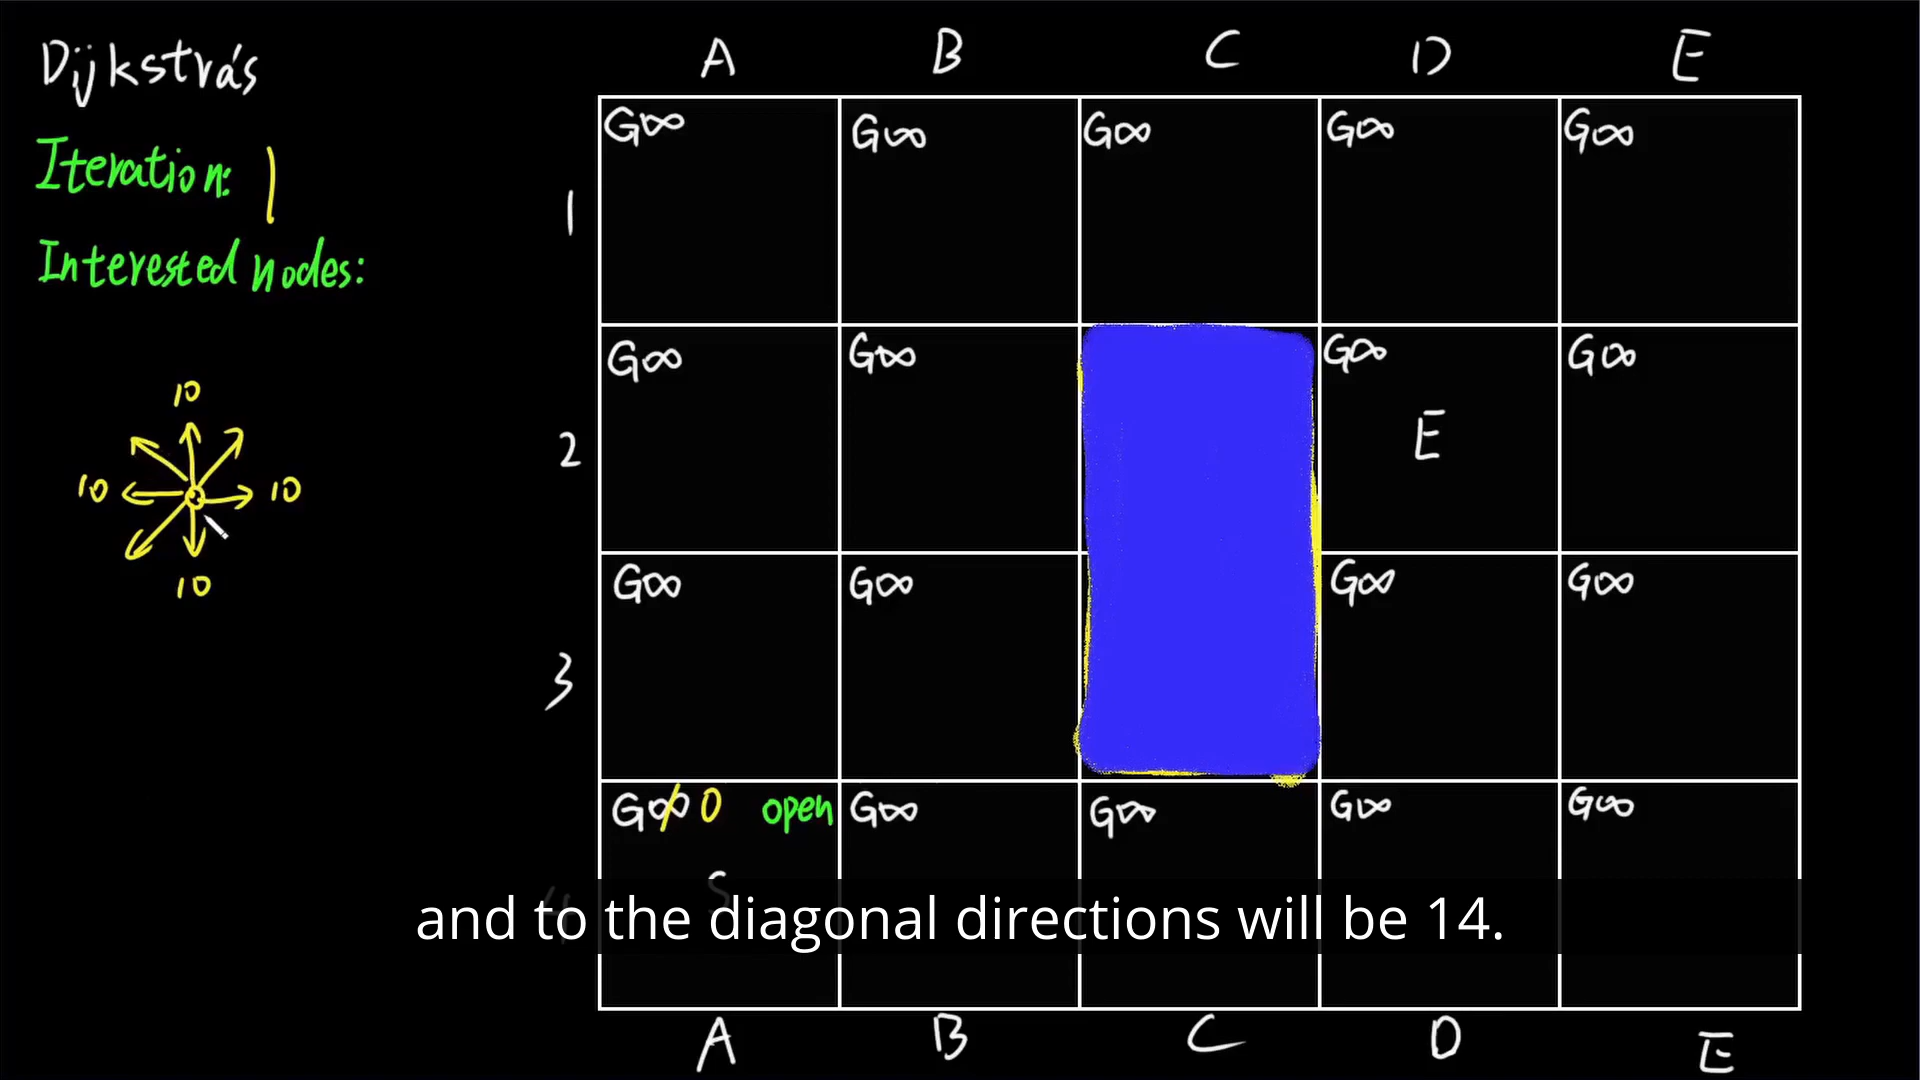 Dijkstra's
Iteration: 1
Interested nodes:
10
10 10
10
A B C D E
1 G∞ G∞ G∞ G∞ G∞
2 G∞ G∞ G∞ G∞
E
3 G∞ G∞ G∞ G∞
G∞ 0 open G∞ G∞ G∞ G∞
4 S
and to the diagonal directions will be 14.
A B C D E